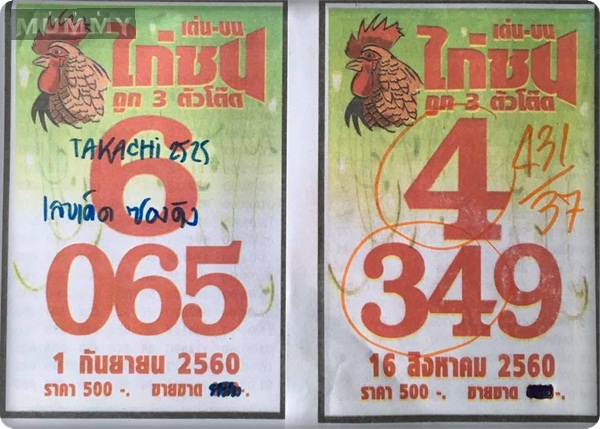 MUMMY
เด่น-บน
ไก่ชน
ถูก 3 ตัวโต๊ด
6
TAKACHI 2525
เลขเด็ด ซองดัง
065
1 กันยายน 2560
ราคา 500 -. ขายขาด -.
เด่น-บน
ไก่ชน
ถูก 3 ตัวโต๊ด
4
431/37
349
16 สิงหาคม 2560
ราคา 500 -. ขายขาด -.